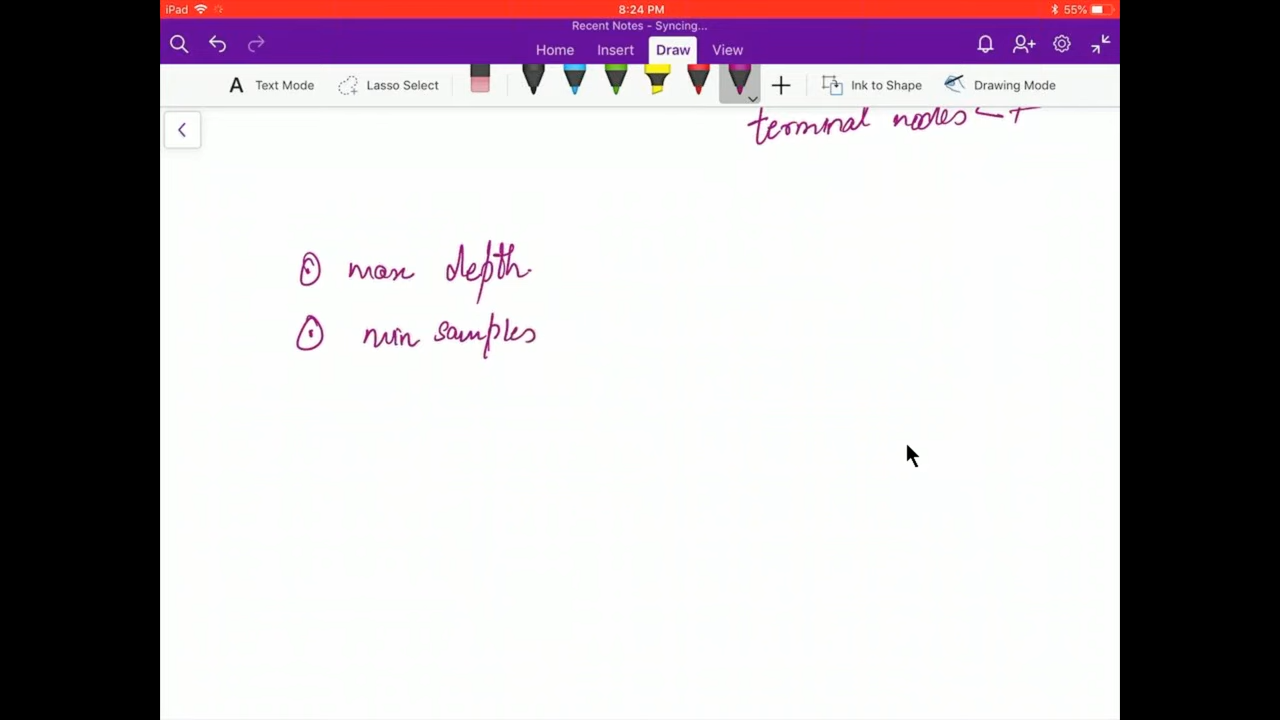 iPad 8:24 PM 55%
Recent Notes - Syncing...
Home Insert Draw View
A Text Mode Lasso Select Ink to Shape Drawing Mode
terminal nodes
max depth.
min samples